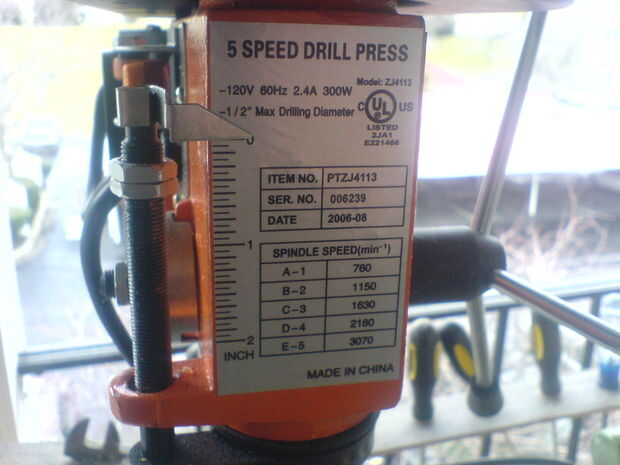 5 SPEED DRILL PRESS
Model: ZJ4113
~120V 60Hz 2.4A 300W
-1/2" Max Drilling Diameter
C UL US
LISTED
2JA1
E221466
0
ITEM NO. PTZJ4113
SER. NO. 006239
DATE 2006-08
1
SPINDLE SPEED(min⁻¹)
A-1 760
B-2 1150
C-3 1630
D-4 2180
E-5 3070
2
INCH
MADE IN CHINA